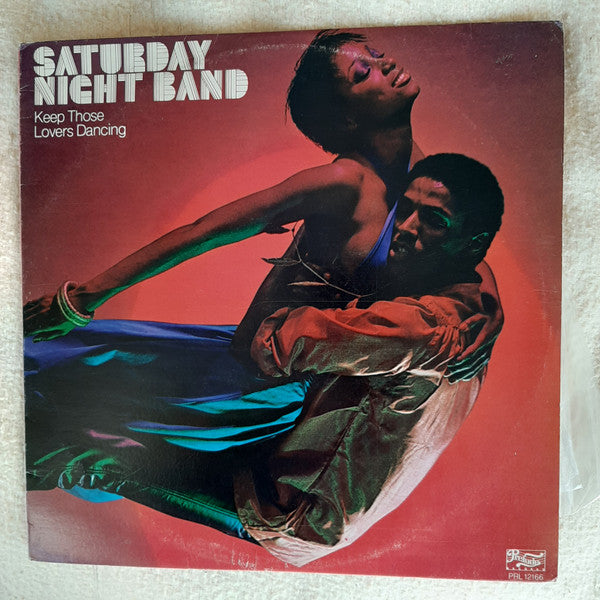 SATURDAY
NIGHT BAND
Keep Those
Lovers Dancing
Prelude
PRL 12166